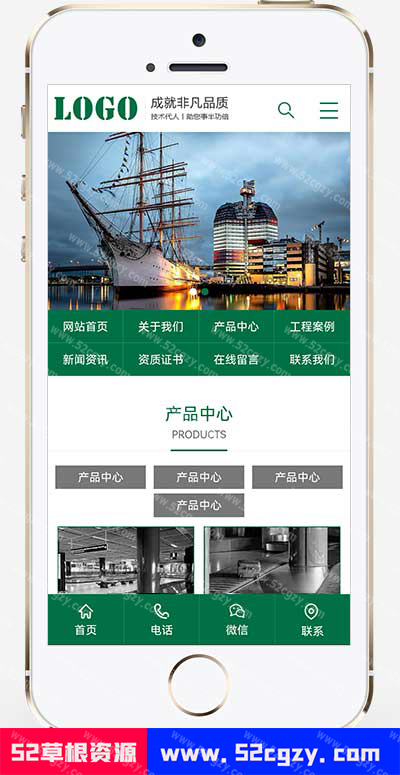 LOGO
成就非凡品质
技术代人 | 助您事半功倍
网站首页 关于我们 产品中心 工程案例
新闻资讯 资质证书 在线留言 联系我们
产品中心
PRODUCTS
产品中心 产品中心 产品中心
产品中心
首页 电话 微信 联系
52草根资源 www.52cgzy.com